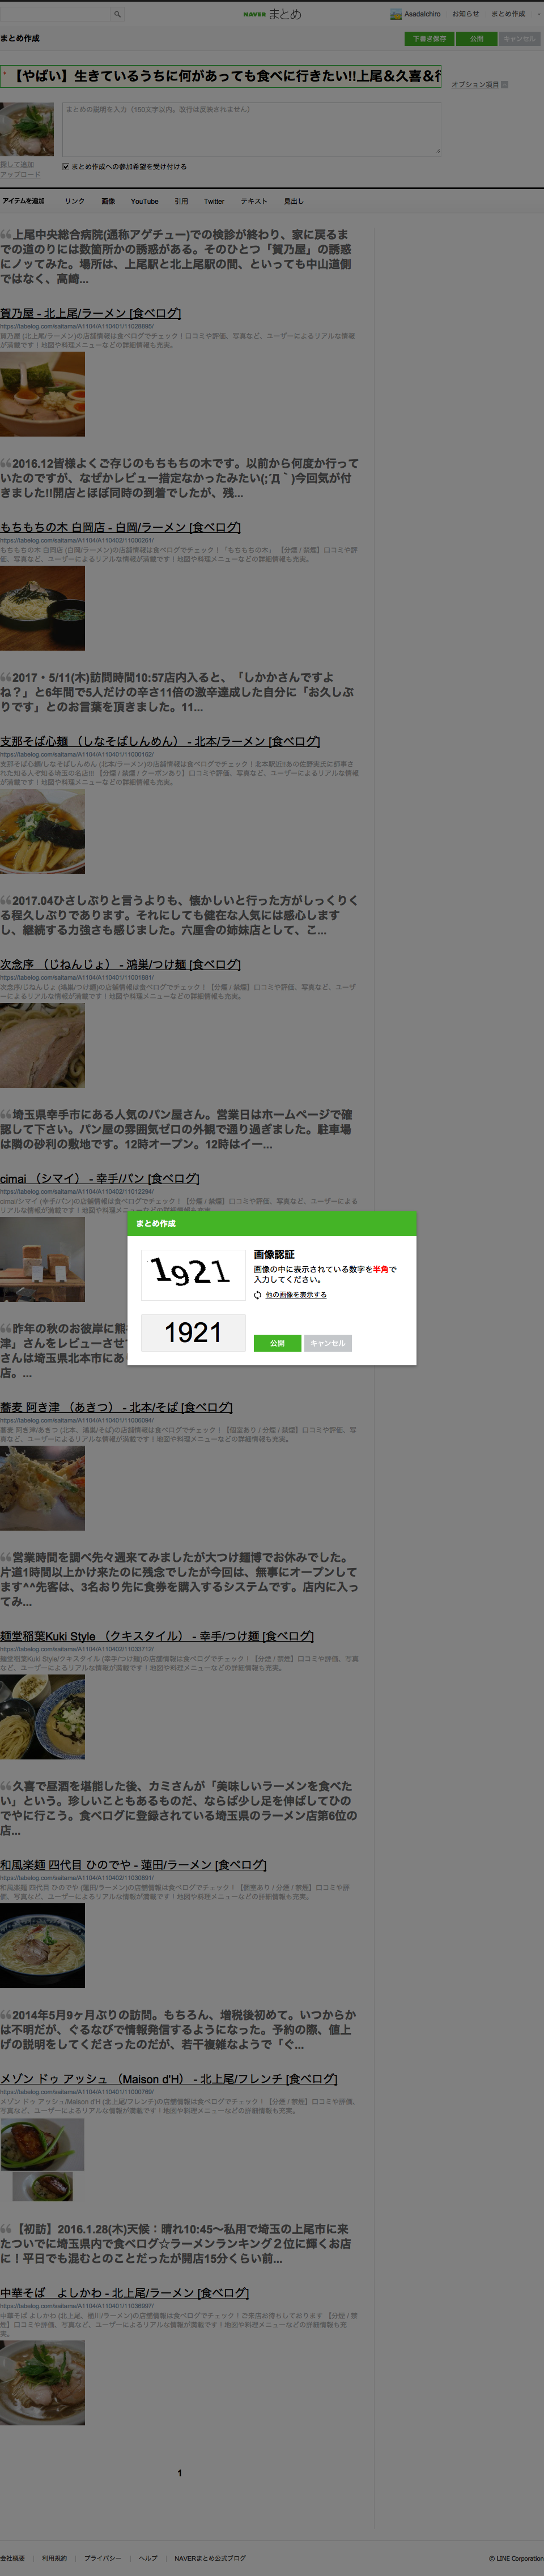 NAVER まとめ
AsadaIchiro
お知らせ
まとめ作成
まとめ作成
下書き保存
公開
キャンセル
* 【やばい】生きているうちに何があっても食べに行きたい!!上尾＆久喜＆行
オプション項目
まとめの説明を入力（150文字以内。改行は反映されません）
探して追加
アップロード
まとめ作成への参加希望を受け付ける
アイテムを追加
リンク
画像
YouTube
引用
Twitter
テキスト
見出し
上尾中央総合病院(通称アゲチュー)での検診が終わり、家に戻るま
での道のりには数箇所かの誘惑がある。そのひとつ「賀乃屋」の誘惑
にノッてみた。場所は、上尾駅と北上尾駅の間、といっても中山道側
ではなく、高崎...
賀乃屋 - 北上尾/ラーメン [食べログ]
https://tabelog.com/saitama/A1104/A110401/11028895/
賀乃屋 (北上尾/ラーメン)の店舗情報は食べログでチェック！口コミや評価、写真など、ユーザーによるリアルな情報
が満載です！地図や料理メニューなどの詳細情報も充実。
2016.12皆様よくご存じのもちもちの木です。以前から何度か行って
いたのですが、なぜかレビュー措定なかったみたい(;´Д｀)今回気が付
きました!!開店とほぼ同時の到着でしたが、残...
もちもちの木 白岡店 - 白岡/ラーメン [食べログ]
https://tabelog.com/saitama/A1104/A110402/11000281/
もちもちの木 白岡店 (白岡/ラーメン)の店舗情報は食べログでチェック！「もちもちの木」 【分煙 / 禁煙】口コミや評
価、写真など、ユーザーによるリアルな情報が満載です！地図や料理メニューなどの詳細情報も充実。
2017・5/11(木)訪問時間10:57店内入ると、「しかかさんですよ
ね？」と6年間で5人だけの辛さ11倍の激辛達成した自分に「お久しぶ
りです」とのお言葉を頂きました。11...
支那そば心麺 （しなそばしんめん） - 北本/ラーメン [食べログ]
https://tabelog.com/saitama/A1104/A110401/11000162/
支那そば心麺/しなそばしんめん (北本/ラーメン)の店舗情報は食べログでチェック！北本駅近!!あの佐野実氏に師事さ
れた知る人ぞ知る埼玉の名店!!! 【分煙 / 禁煙 / クーポンあり】口コミや評価、写真など、ユーザーによるリアルな情報
が満載です！地図や料理メニューなどの詳細情報も充実。
2017.04ひさしぶりと言うよりも、懐かしいと行った方がしっくりく
る程久しぶりであります。それにしても健在な人気には感心します
し、継続する力強さも感じました。六厘舎の姉妹店として、こ...
次念序 （じねんじょ） - 鴻巣/つけ麺 [食べログ]
https://tabelog.com/saitama/A1104/A110401/11001881/
次念序/じねんじょ (鴻巣/つけ麺)の店舗情報は食べログでチェック！【分煙 / 禁煙】口コミや評価、写真など、ユーザ
ーによるリアルな情報が満載です！地図や料理メニューなどの詳細情報も充実。
埼玉県幸手市にある人気のパン屋さん。営業日はホームページで確
認して下さい。パン屋の雰囲気ゼロの外観で通り過ぎました。駐車場
は隣の砂利の敷地です。12時オープン。12時はイー...
cimai （シマイ） - 幸手/パン [食べログ]
https://tabelog.com/saitama/A1104/A110402/11012294/
cimai/シマイ (幸手/パン)の店舗情報は食べログでチェック！【分煙 / 禁煙】口コミや評価、写真など、ユーザーによる
まとめ作成
1921
画像認証
画像の中に表示されている数字を半角で
入力してください。
他の画像を表示する
1921
公開
キャンセル
昨年の秋のお彼岸に熊
津」さんをレビューさせて
さんは埼玉県北本市にあり
店。...
蕎麦 阿き津 （あきつ） - 北本/そば [食べログ]
https://tabelog.com/saitama/A1104/A110401/11006094/
蕎麦 阿き津/あきつ (北本、鴻巣/そば)の店舗情報は食べログでチェック！【個室あり / 分煙 / 禁煙】口コミや評価、写
真など、ユーザーによるリアルな情報が満載です！地図や料理メニューなどの詳細情報も充実。
営業時間を調べ先々週来てみましたが大つけ麺博でお休みでした。
片道1時間以上かけ来たのに残念でしたが今回は、無事にオープンして
ます^^先客は、3名おり先に食券を購入するシステムです。店内に入っ
てみ...
麺堂稲葉Kuki Style （クキスタイル） - 幸手/つけ麺 [食べログ]
https://tabelog.com/saitama/A1104/A110402/11033712/
麺堂稲葉Kuki Style/クキスタイル (幸手/つけ麺)の店舗情報は食べログでチェック！【分煙 / 禁煙】口コミや評価、写真
など、ユーザーによるリアルな情報が満載です！地図や料理メニューなどの詳細情報も充実。
久喜で昼酒を堪能した後、カミさんが「美味しいラーメンを食べた
い」という。珍しいこともあるものだ、ならば少し足を伸ばしてひの
でやに行こう。食べログに登録されている埼玉県のラーメン店第6位の
店...
和風楽麺 四代目 ひのでや - 蓮田/ラーメン [食べログ]
https://tabelog.com/saitama/A1104/A110402/11030891/
和風楽麺 四代目 ひのでや (蓮田/ラーメン)の店舗情報は食べログでチェック！【個室あり / 分煙 / 禁煙】口コミや評
価、写真など、ユーザーによるリアルな情報が満載です！地図や料理メニューなどの詳細情報も充実。
2014年5月9ヶ月ぶりの訪問。もちろん、増税後初めて。いつからか
は不明だが、ぐるなびで情報発信するようになった。予約の際、値上
げの説明をしてくださったのだが、若干複雑なようで「ぐ...
メゾン ドゥ アッシュ （Maison d'H） - 北上尾/フレンチ [食べログ]
https://tabelog.com/saitama/A1104/A110401/11000768/
メゾン ドゥ アッシュ/Maison d'H (北上尾/フレンチ)の店舗情報は食べログでチェック！【分煙 / 禁煙】口コミや評価、
写真など、ユーザーによるリアルな情報が満載です！地図や料理メニューなどの詳細情報も充実。
【初訪】2016.1.28(木)天候：晴れ10:45〜私用で埼玉の上尾市に来
たついでに埼玉県内で食べログ☆ラーメンランキング２位に輝くお店
に！平日でも混むとのことだったが開店15分くらい前...
中華そば　よしかわ - 北上尾/ラーメン [食べログ]
https://tabelog.com/saitama/A1104/A110401/11036997/
中華そば よしかわ (北上尾、桶川/ラーメン)の店舗情報は食べログでチェック！ご来店お待ちしております 【分煙 / 禁
煙】口コミや評価、写真など、ユーザーによるリアルな情報が満載です！地図や料理メニューなどの詳細情報も充
実。
1
会社概要
利用規約
プライバシー
ヘルプ
NAVERまとめ公式ブログ
© LINE Corporation